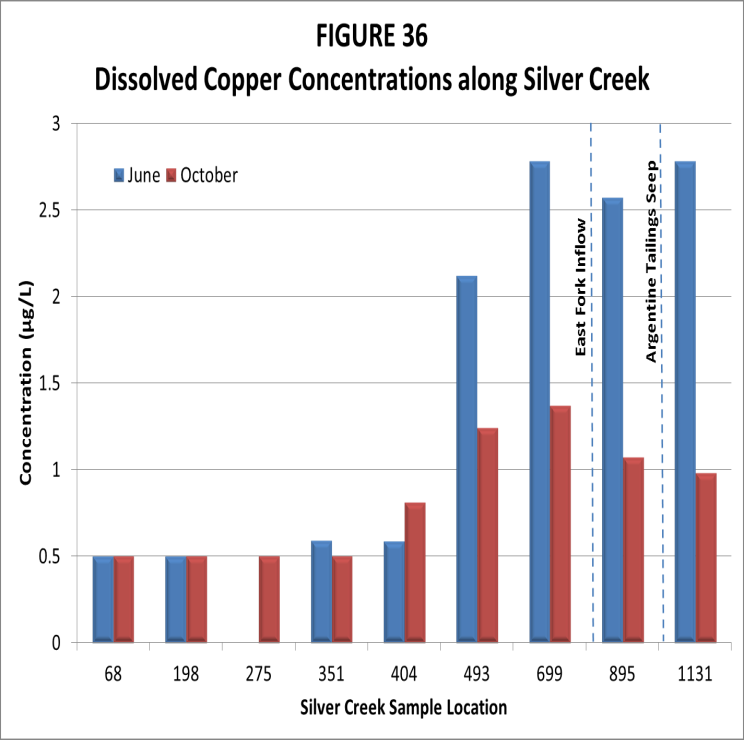 FIGURE 36
Dissolved Copper Concentrations along Silver Creek
3
June October
2.5
2
1.5
1
0.5
0
Concentration (µg/L)
East Fork Inflow
Argentine Tailings Seep
68 198 275 351 404 493 699 895 1131
Silver Creek Sample Location